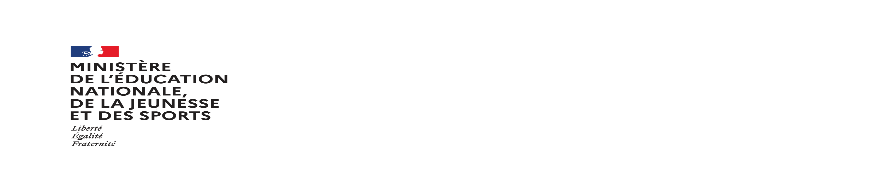 MINISTÈRE
DE L'ÉDUCATION
NATIONALE,
DE LA JEUNESSE
ET DES SPORTS
Liberté
Égalité
Fraternité